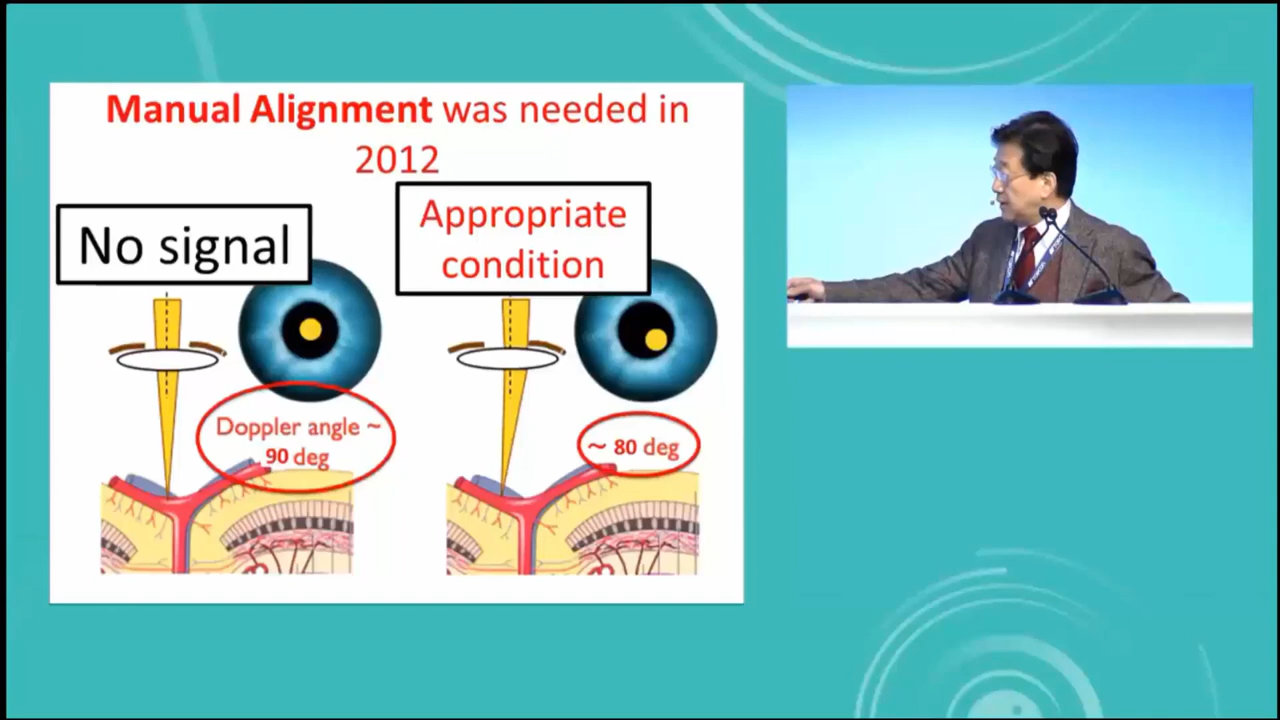 Manual Alignment was needed in
2012
No signal
Appropriate
condition
Doppler angle ~
90 deg
~ 80 deg